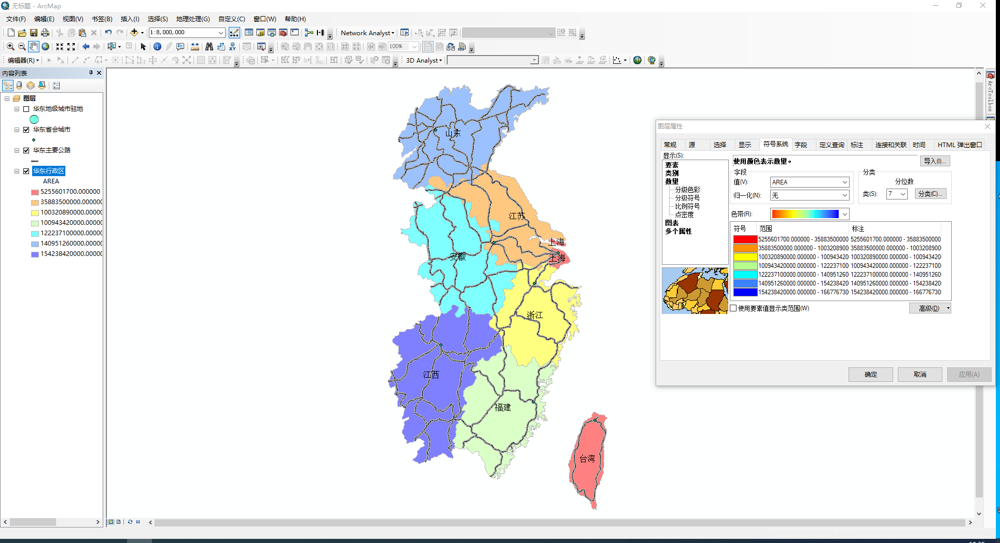 无标题 - ArcMap
文件(F) 编辑(E) 视图(V) 书签(B) 插入(I) 选择(S) 地理处理(G) 自定义(C) 窗口(W) 帮助(H)
1:8,000,000 Network Analyst
100%
编辑器(R) 3D Analyst
内容列表
图层
华东地级城市驻地
华东省会城市
华东主要公路
华东行政区
AREA
5255601700.000000
35883500000.000000
100320890000.00000
100943420000.00000
122237100000.00000
140951260000.00000
154238420000.00000
山东
江苏
上海
安徽
上海
浙江
江西
福建
台湾
ArcToolbox
图层属性
常规 源 选择 显示 符号系统 字段 定义查询 标注 连接和关联 时间 HTML 弹出窗口
显示(S):
要素
类别
数量
分级色彩
分级符号
比例符号
点密度
图表
多个属性
使用颜色表示数量。
导入(I)...
字段
值(V): AREA
归一化(N): 无
分类
分位数
类(S): 7 分类(C)...
色带(R):
符号 范围 标注
5255601700.000000 - 35883500000 5255601700.000000 - 35883500000
35883500000.000000 - 1003208900 35883500000.000000 - 1003208900
100320890000.000000 - 100943420 100320890000.000000 - 100943420
100943420000.000000 - 122237100 100943420000.000000 - 122237100
122237100000.000000 - 140951260 122237100000.000000 - 140951260
140951260000.000000 - 154238420 140951260000.000000 - 154238420
154238420000.000000 - 166776730 154238420000.000000 - 166776730
使用要素值显示类范围(W)
高级(D)
确定 取消 应用(A)